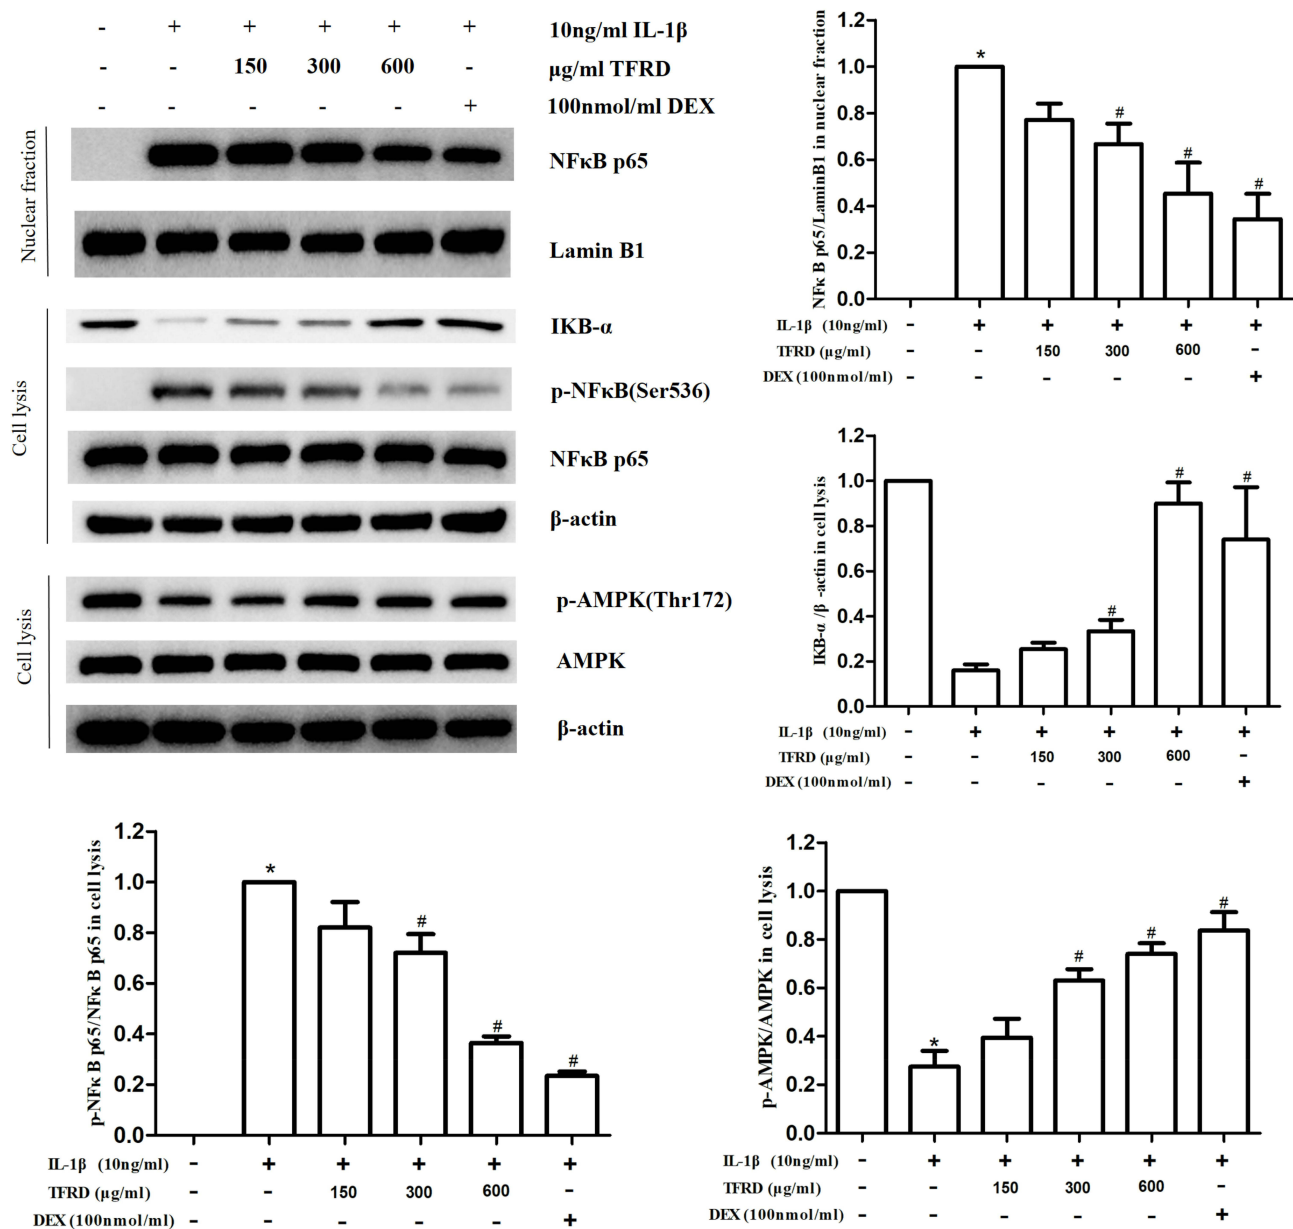 - + + + + + 10ng/ml IL-1β
- - 150 300 600 - μg/ml TFRD
- - - - - + 100nmol/ml DEX
Nuclear fraction
NFκB p65
Lamin B1
Cell lysis
IKB-α
p-NFκB(Ser536)
NFκB p65
β-actin
Cell lysis
p-AMPK(Thr172)
AMPK
β-actin
NFκ B p65/LaminB1 in nuclear fraction
1.2
1.0
0.8
0.6
0.4
0.2
0.0
*
#
#
#
IL-1β (10ng/ml) - + + + + +
TFRD (μg/ml) - - 150 300 600 -
DEX (100nmol/ml) - - - - - +
IKB-α /β -actin in cell lysis
1.2
1.0
0.8
0.6
0.4
0.2
0.0
#
#
#
IL-1β (10ng/ml) - + + + + +
TFRD (μg/ml) - - 150 300 600 -
DEX (100nmol/ml) - - - - - +
p-NFκ B p65/NFκ B p65 in cell lysis
1.2
1.0
0.8
0.6
0.4
0.2
0.0
*
#
#
#
IL-1β (10ng/ml) - + + + + +
TFRD (μg/ml) - - 150 300 600 -
DEX (100nmol/ml) - - - - - +
p-AMPK/AMPK in cell lysis
1.2
1.0
0.8
0.6
0.4
0.2
0.0
*
#
#
#
IL-1β (10ng/ml) - + + + + +
TFRD (μg/ml) - - 150 300 600 -
DEX (100nmol/ml) - - - - - +